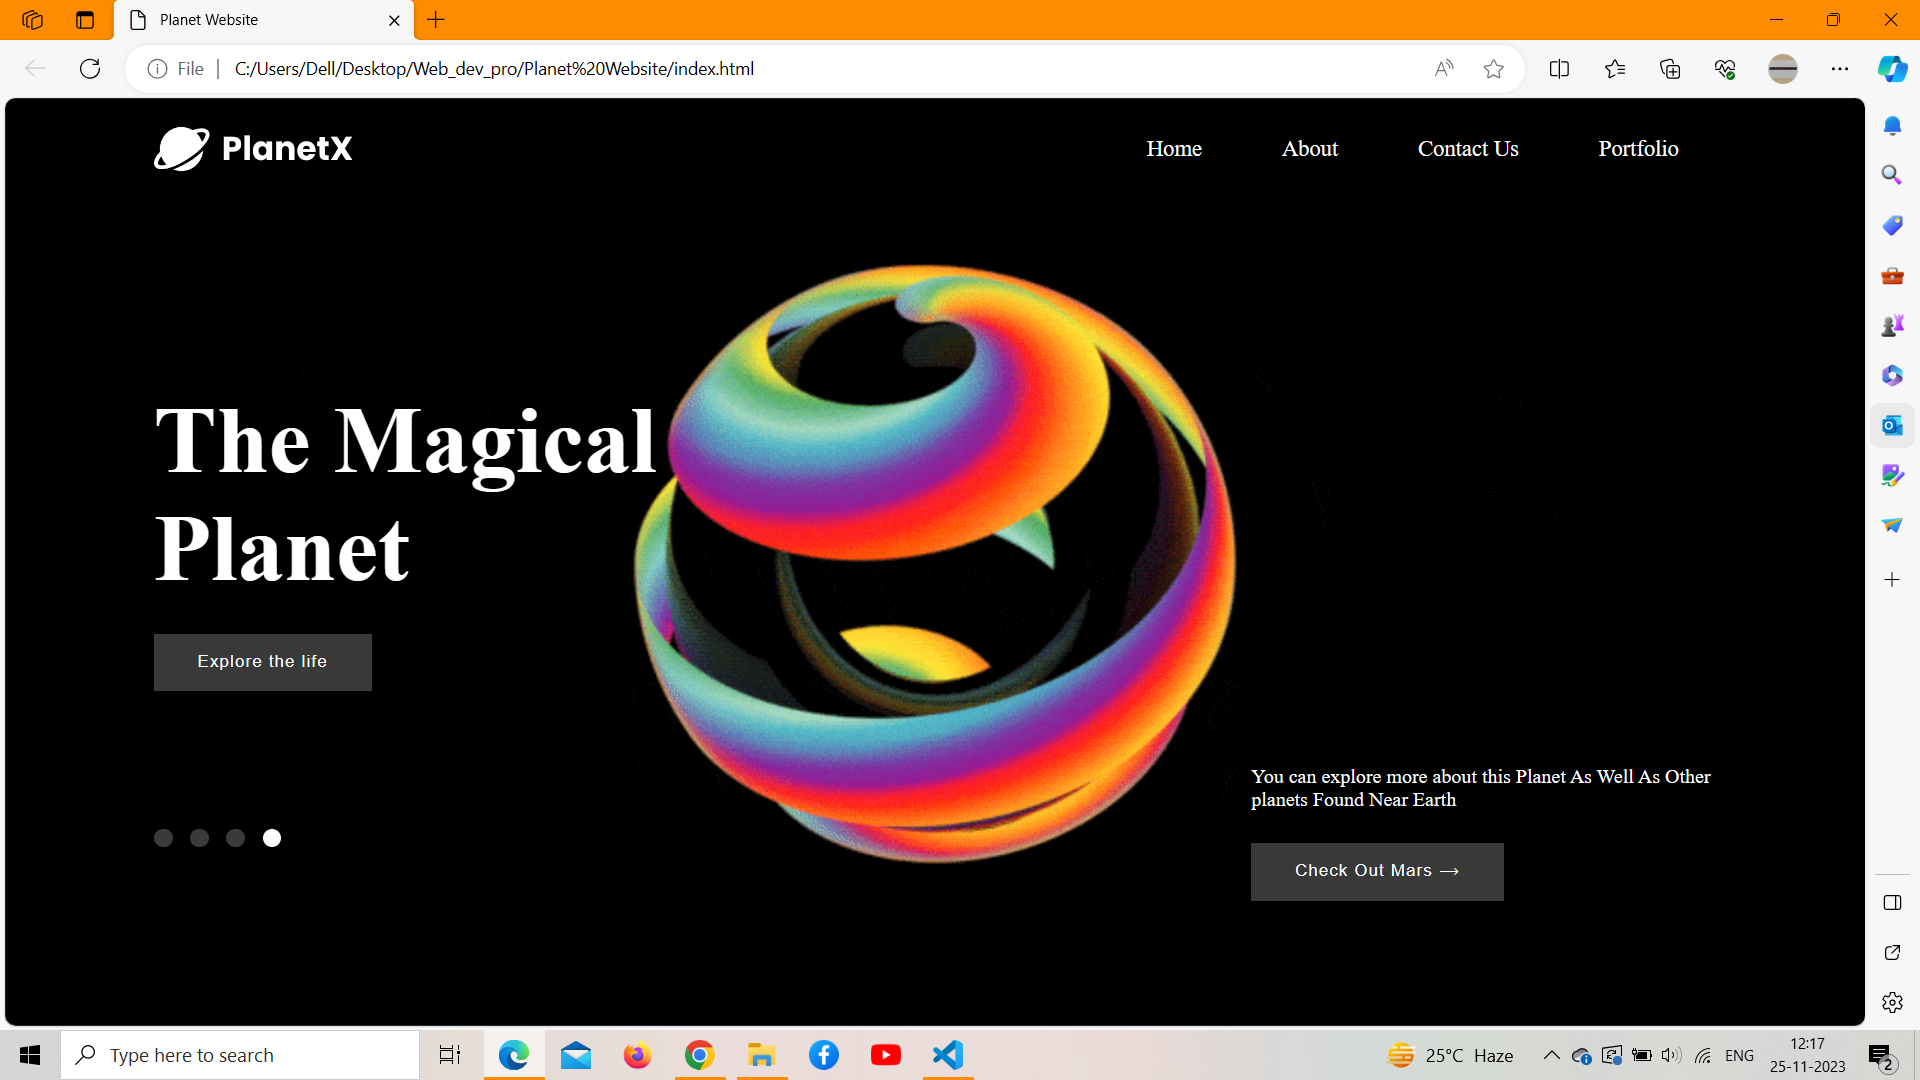 Planet Website
File
C:/Users/Dell/Desktop/Web_dev_pro/Planet%20Website/index.html
PlanetX
Home
About
Contact Us
Portfolio
The Magical
Planet
Explore the life
You can explore more about this Planet As Well As Other
planets Found Near Earth
Check Out Mars →
Type here to search
25°C Haze
ENG
12:17
25-11-2023
2